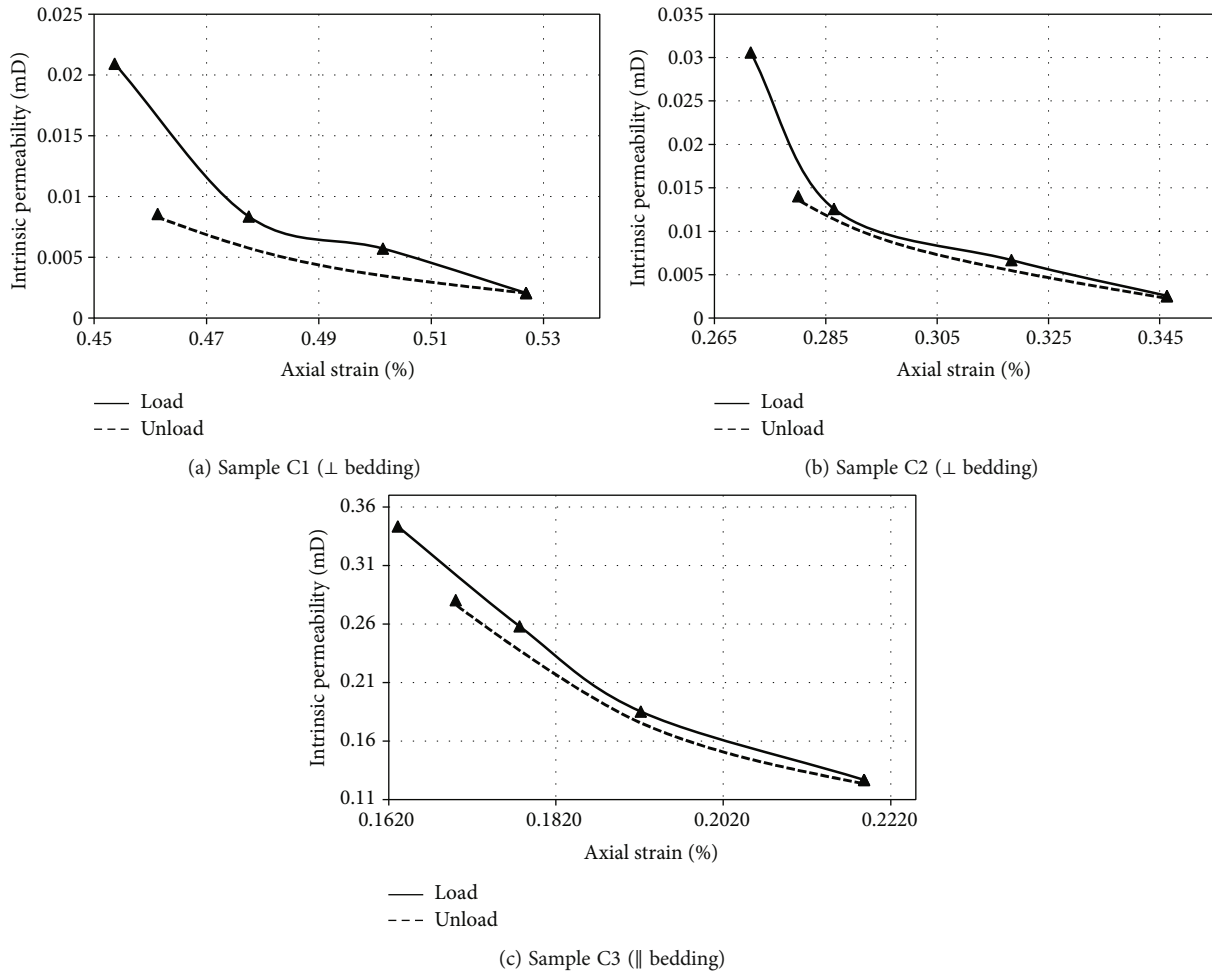 Intrinsic permeability (mD)
0.025
0.02
0.015
0.01
0.005
0
0.45 0.47 0.49 0.51 0.53
Axial strain (%)
Load
Unload
(a) Sample C1 (⊥ bedding)
Intrinsic permeability (mD)
0.035
0.03
0.025
0.02
0.015
0.01
0.005
0
0.265 0.285 0.305 0.325 0.345
Axial strain (%)
Load
Unload
(b) Sample C2 (⊥ bedding)
Intrinsic permeability (mD)
0.36
0.31
0.26
0.21
0.16
0.11
0.1620 0.1820 0.2020 0.2220
Axial strain (%)
Load
Unload
(c) Sample C3 (∥ bedding)